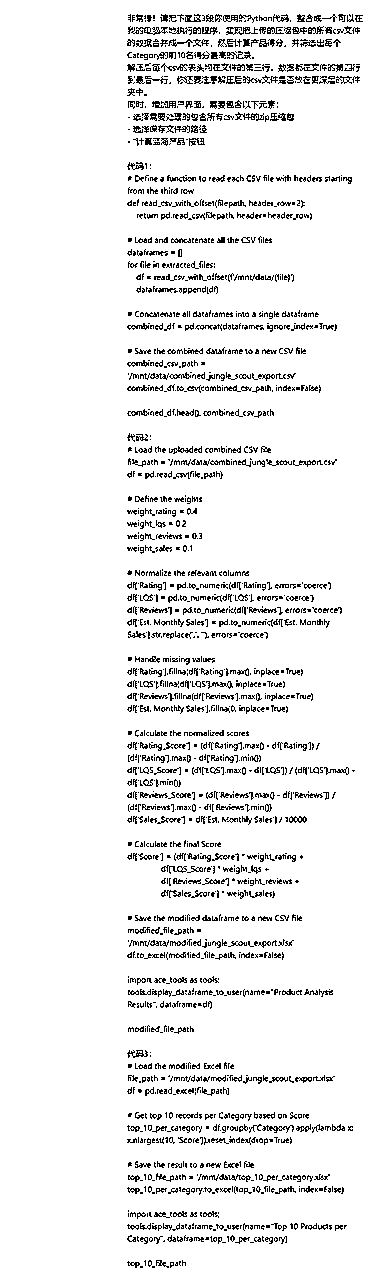 非常棒！请把下面这3段你使用的Python代码，整合成一个可以在
我的电脑本地执行的程序，实现把上传的压缩包中的所有csv文件
的数据合并成一个文件，然后计算产品得分，并筛选出每个
Category的前10名得分最高的记录。
解压后每个csv的表头均在文件的第三行，数据都在文件的第四行
到最后一行，你还要注意解压后的csv文件是否放在更深层的文件
夹中。
同时，增加用户界面，需要包含以下元素：
- 选择需要处理的包含所有csv文件的zip压缩包
- 选择保存文件的路径
- "计算蓝海产品"按钮
代码1：
# Define a function to read each CSV file with headers starting
from the third row
def read_csv_with_offset(filepath, header_row=2):
return pd.read_csv(filepath, header=header_row)
# Load and concatenate all the CSV files
dataframes = []
for file in extracted_files:
df = read_csv_with_offset(f'/mnt/data/{file}')
dataframes.append(df)
# Concatenate all dataframes into a single dataframe
combined_df = pd.concat(dataframes, ignore_index=True)
# Save the combined dataframe to a new CSV file
combined_csv_path =
'/mnt/data/combined_jungle_scout_export.csv'
combined_df.to_csv(combined_csv_path, index=False)
combined_df.head(), combined_csv_path
代码2：
# Load the uploaded combined CSV file
file_path = '/mnt/data/combined_jungle_scout_export.csv'
df = pd.read_csv(file_path)
# Define the weights
weight_rating = 0.4
weight_lqs = 0.2
weight_reviews = 0.3
weight_sales = 0.1
# Normalize the relevant columns
df['Rating'] = pd.to_numeric(df['Rating'], errors='coerce')
df['LQS'] = pd.to_numeric(df['LQS'], errors='coerce')
df['Reviews'] = pd.to_numeric(df['Reviews'], errors='coerce')
df['Est. Monthly Sales'] = pd.to_numeric(df['Est. Monthly
Sales'].str.replace(',', ''), errors='coerce')
# Handle missing values
df['Rating'].fillna(df['Rating'].max(), inplace=True)
df['LQS'].fillna(df['LQS'].max(), inplace=True)
df['Reviews'].fillna(df['Reviews'].max(), inplace=True)
df['Est. Monthly Sales'].fillna(0, inplace=True)
# Calculate the normalized scores
df['Rating_Score'] = (df['Rating'].max() - df['Rating']) /
(df['Rating'].max() - df['Rating'].min())
df['LQS_Score'] = (df['LQS'].max() - df['LQS']) / (df['LQS'].max() -
df['LQS'].min())
df['Reviews_Score'] = (df['Reviews'].max() - df['Reviews']) /
(df['Reviews'].max() - df['Reviews'].min())
df['Sales_Score'] = df['Est. Monthly Sales'] / 10000
# Calculate the final Score
df['Score'] = (df['Rating_Score'] * weight_rating +
df['LQS_Score'] * weight_lqs +
df['Reviews_Score'] * weight_reviews +
df['Sales_Score'] * weight_sales)
# Save the modified dataframe to a new CSV file
modified_file_path =
'/mnt/data/modified_jungle_scout_export.xlsx'
df.to_excel(modified_file_path, index=False)
import ace_tools as tools;
tools.display_dataframe_to_user(name="Product Analysis
Results", dataframe=df)
modified_file_path
代码3：
# Load the modified Excel file
file_path = '/mnt/data/modified_jungle_scout_export.xlsx'
df = pd.read_excel(file_path)
# Get top 10 records per Category based on Score
top_10_per_category = df.groupby('Category').apply(lambda x:
x.nlargest(10, 'Score')).reset_index(drop=True)
# Save the result to a new Excel file
top_10_file_path = '/mnt/data/top_10_per_category.xlsx'
top_10_per_category.to_excel(top_10_file_path, index=False)
import ace_tools as tools;
tools.display_dataframe_to_user(name="Top 10 Products per
Category", dataframe=top_10_per_category)
top_10_file_path